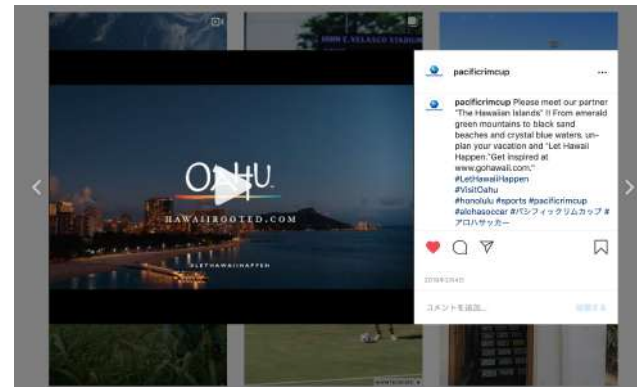 JOHN E. VELASCO STADIUM
OAHU
HAWAIIROOTED.COM
#LETHAWAIIHAPPEN
pacificrimcup
pacificrimcup Please meet our partner
"The Hawaiian Islands" !! From emerald
green mountains to black sand
beaches and crystal blue waters, un-
plan your vacation and "Let Hawaii
Happen."Get inspired at
www.gohawaii.com."
#LetHawaiiHappen
#VisitOahu
#honolulu #sports #pacificrimcup
#alohasoccer #パシフィックリムカップ #
アロハサッカー
コメントを追加...